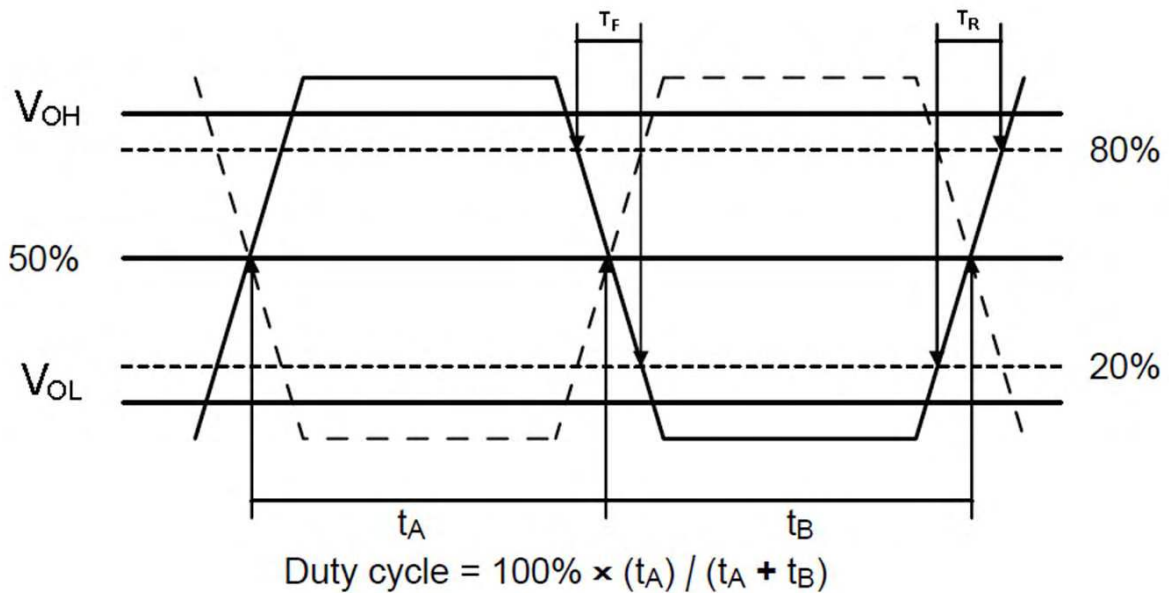 T_F
T_R
V_OH
80%
50%
20%
V_OL
t_A
t_B
Duty cycle = 100% × (t_A) / (t_A + t_B)